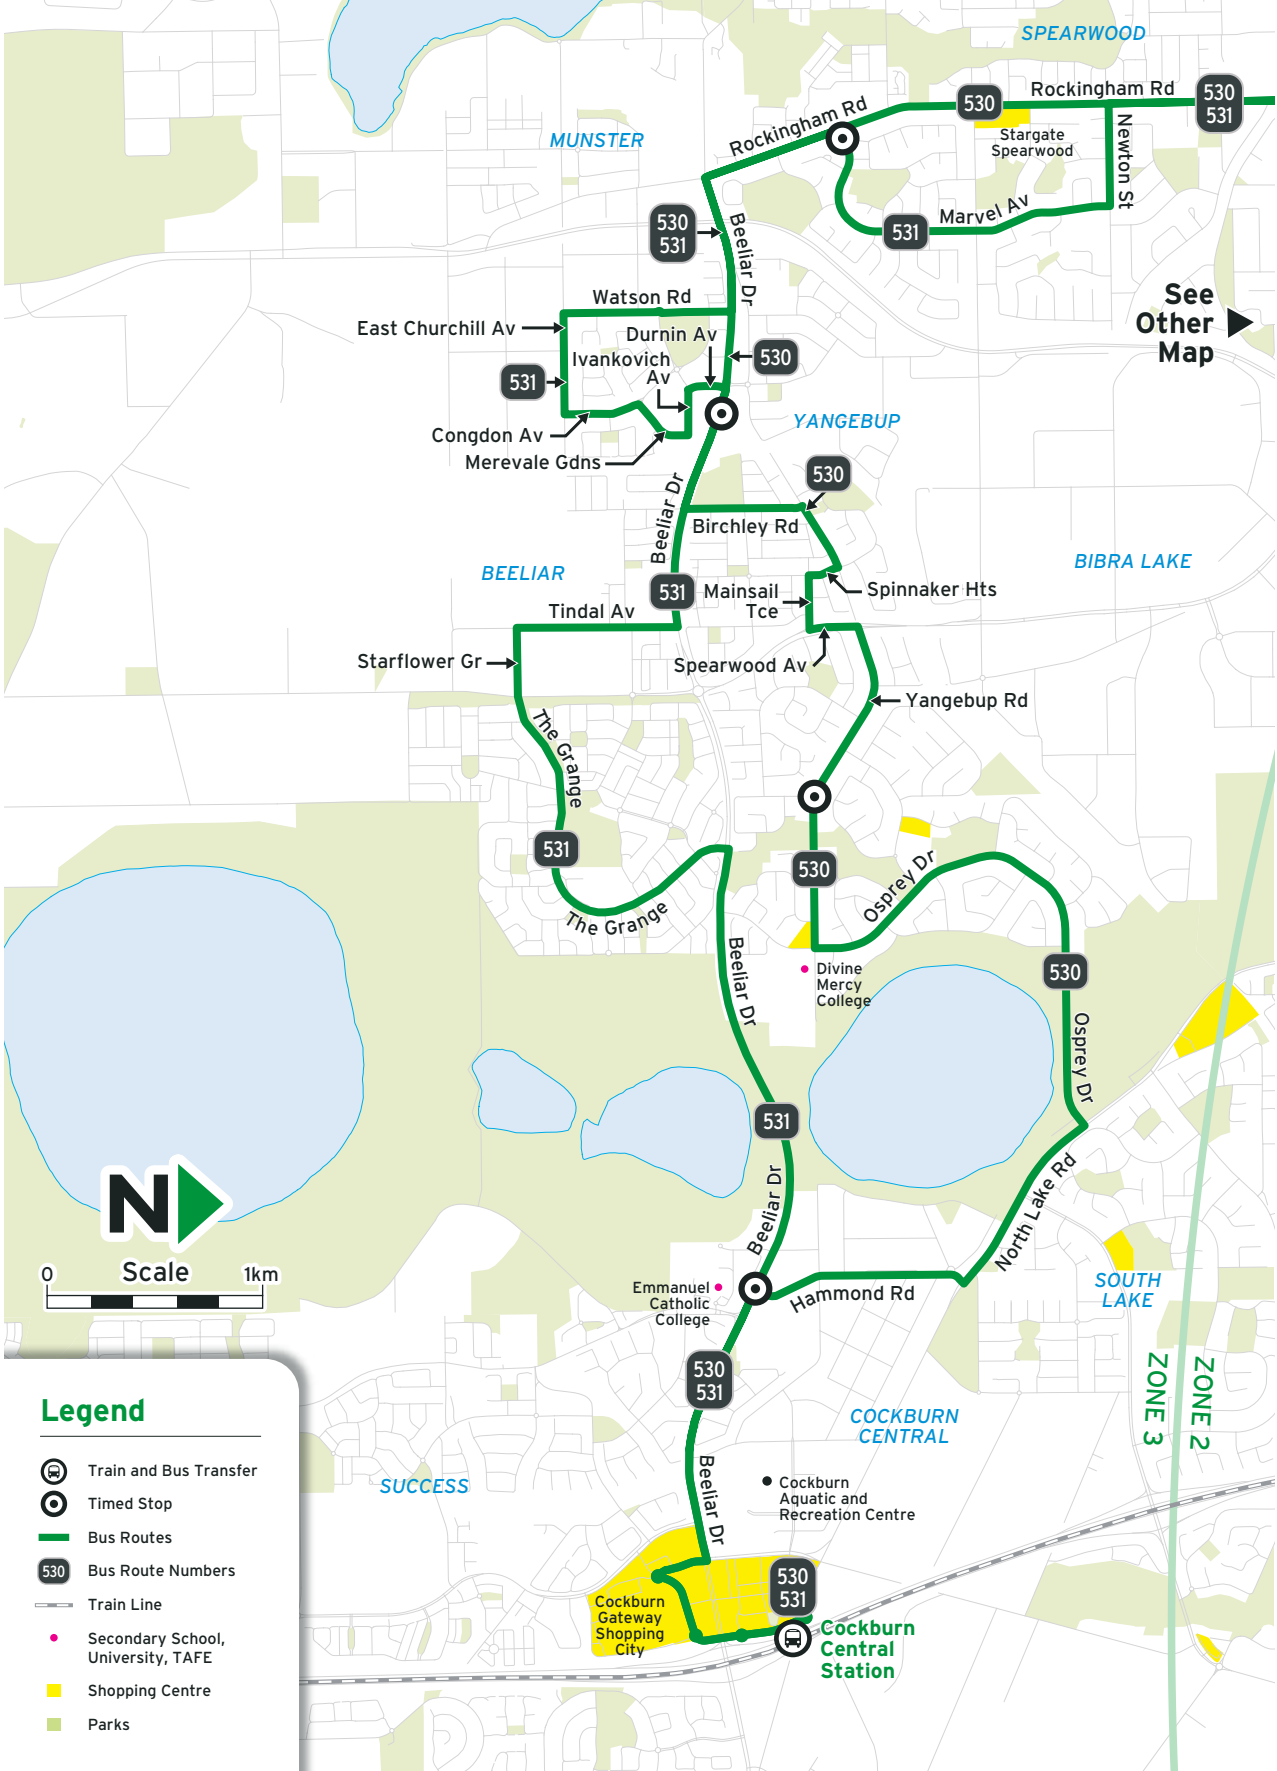 SPEARWOOD
Rockingham Rd
530
530
531
Rockingham Rd
Stargate
Spearwood
Newton St
MUNSTER
Marvel Av
531
530
531
Beeliar Dr
See
Other
Map
Watson Rd
East Churchill Av
Durnin Av
Ivankovich
Av
530
531
Congdon Av
Merevale Gdns
YANGEBUP
530
Beeliar Dr
Birchley Rd
BEELIAR
BIBRA LAKE
531
Mainsail
Tce
Spinnaker Hts
Tindal Av
Starflower Gr
Spearwood Av
Yangebup Rd
The Grange
531
530
Osprey Dr
The Grange
Beeliar Dr
Divine
Mercy
College
530
Osprey Dr
531
Beeliar Dr
North Lake Rd
N
Scale
0
1km
Emmanuel
Catholic
College
Hammond Rd
SOUTH
LAKE
530
531
ZONE 3
ZONE 2
COCKBURN
CENTRAL
SUCCESS
Beeliar Dr
Cockburn
Aquatic and
Recreation Centre
530
531
Cockburn
Gateway
Shopping
City
Cockburn
Central
Station
Legend
Train and Bus Transfer
Timed Stop
Bus Routes
530
Bus Route Numbers
Train Line
Secondary School,
University, TAFE
Shopping Centre
Parks